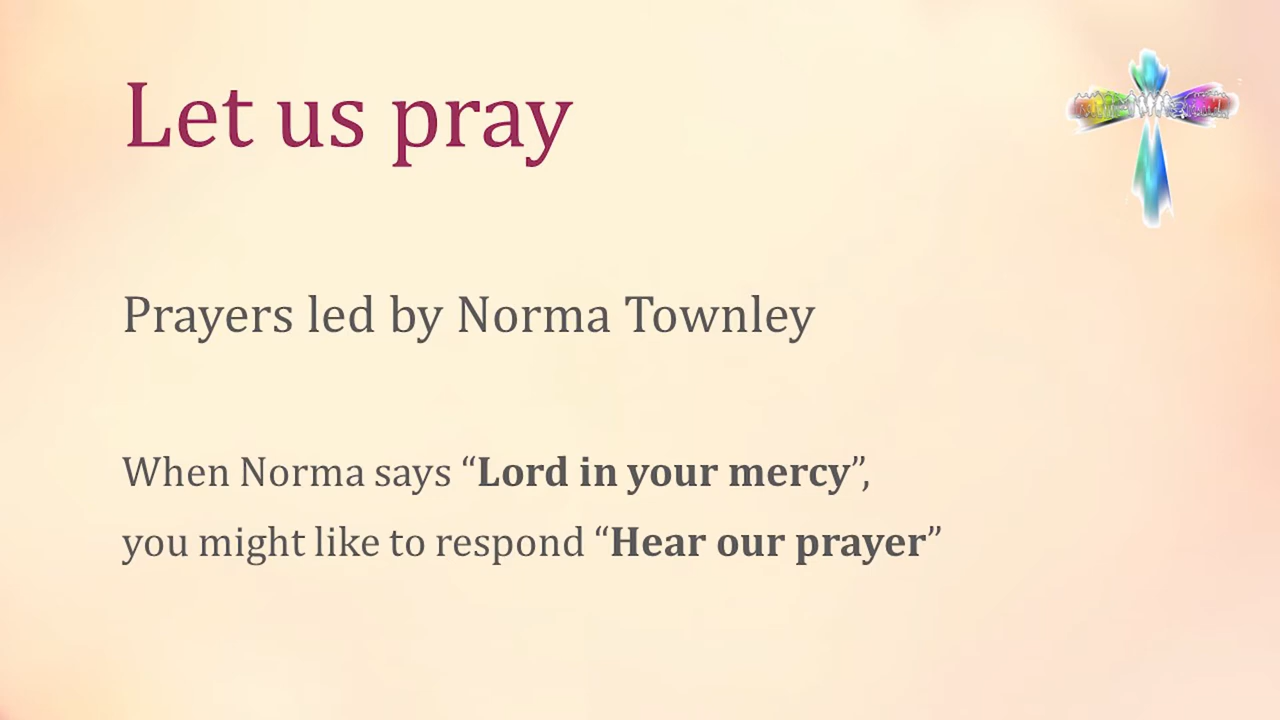 Let us pray
Prayers led by Norma Townley
When Norma says “Lord in your mercy”,
you might like to respond “Hear our prayer”